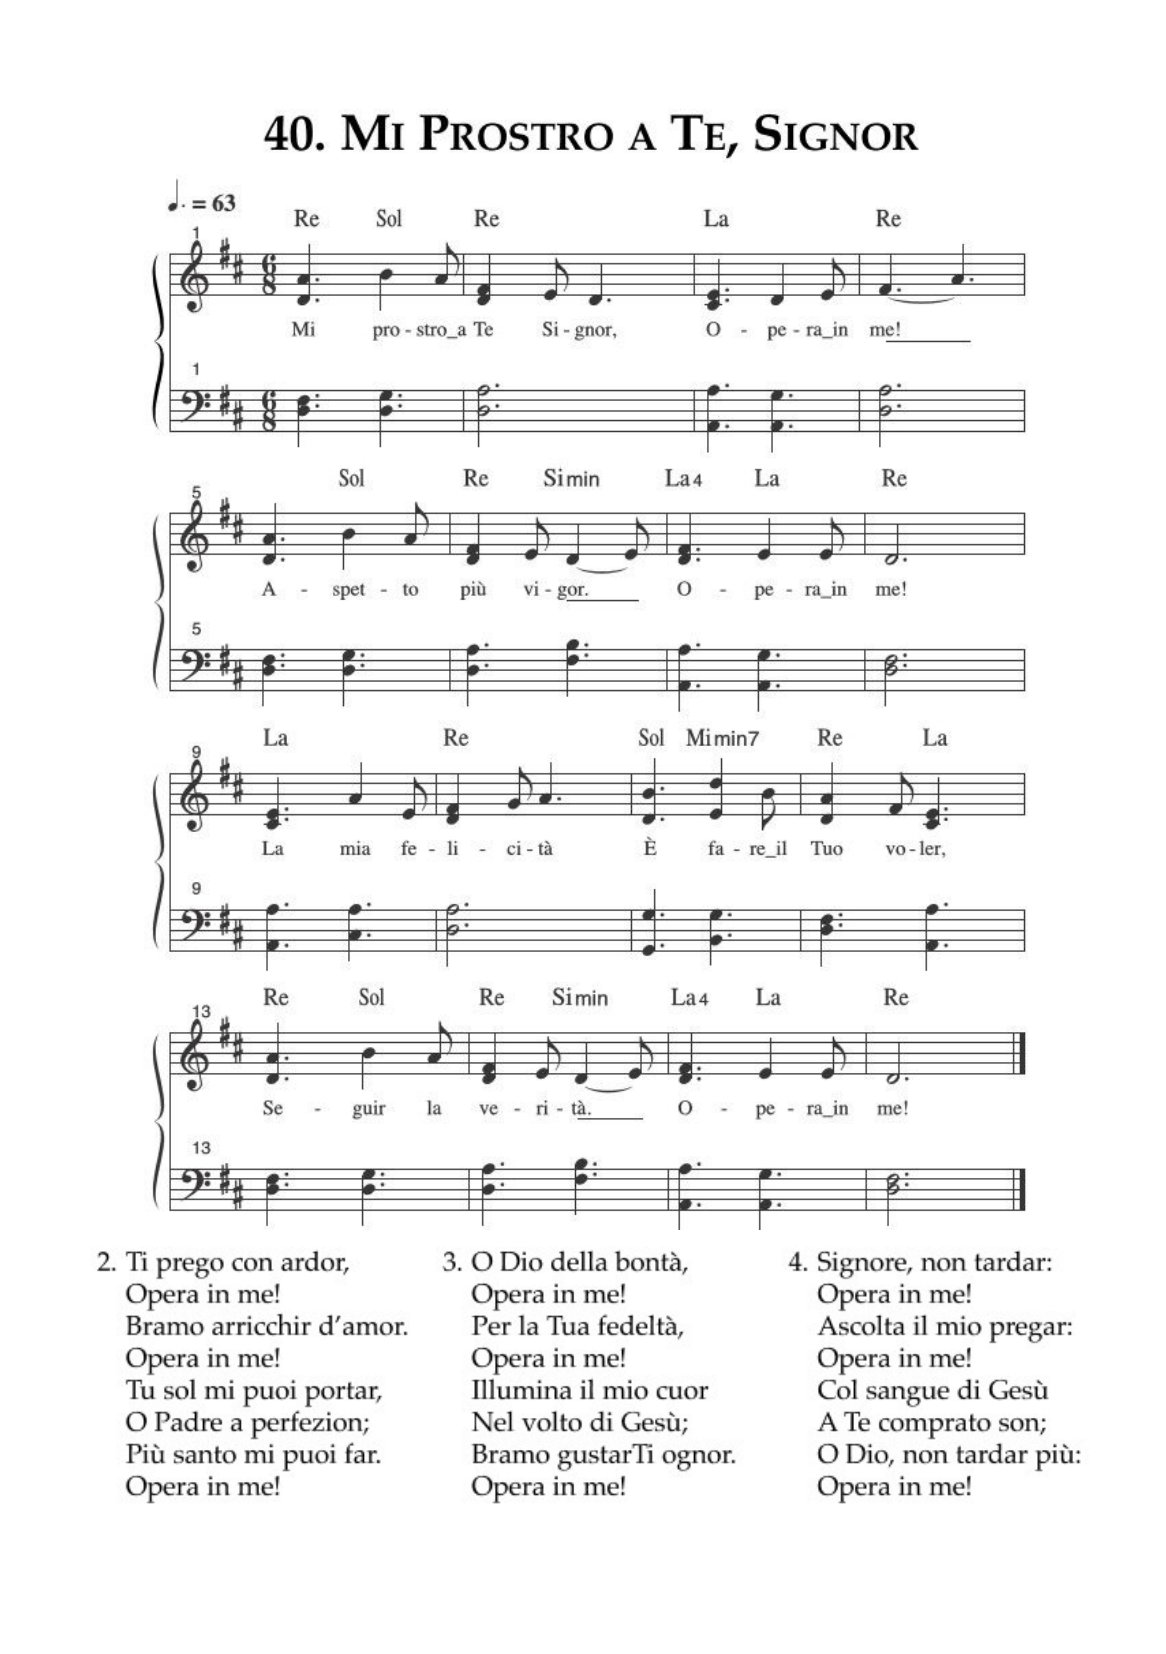 40. Mi Prostro a Te, Signor
♩. = 63
Re Sol Re La Re
1
6 8
Mi pro - stro_a Te Si - gnor, O - pe - ra_in me!
1
6 8
Sol Re Simin La4 La Re
5
A - spet - to più vi - gor. O - pe - ra_in me!
5
La Re Sol Mimin7 Re La
9
La mia fe - li - ci - tà È fa - re_il Tuo vo - ler,
9
Re Sol Re Simin La4 La Re
13
Se - guir la ve - ri - tà. O - pe - ra_in me!
13
2. Ti prego con ardor,
Opera in me!
Bramo arricchir d'amor.
Opera in me!
Tu sol mi puoi portar,
O Padre a perfezion;
Più santo mi puoi far.
Opera in me!
3. O Dio della bontà,
Opera in me!
Per la Tua fedeltà,
Opera in me!
Illumina il mio cuor
Nel volto di Gesù;
Bramo gustarTi ognor.
Opera in me!
4. Signore, non tardar:
Opera in me!
Ascolta il mio pregar:
Opera in me!
Col sangue di Gesù
A Te comprato son;
O Dio, non tardar più:
Opera in me!